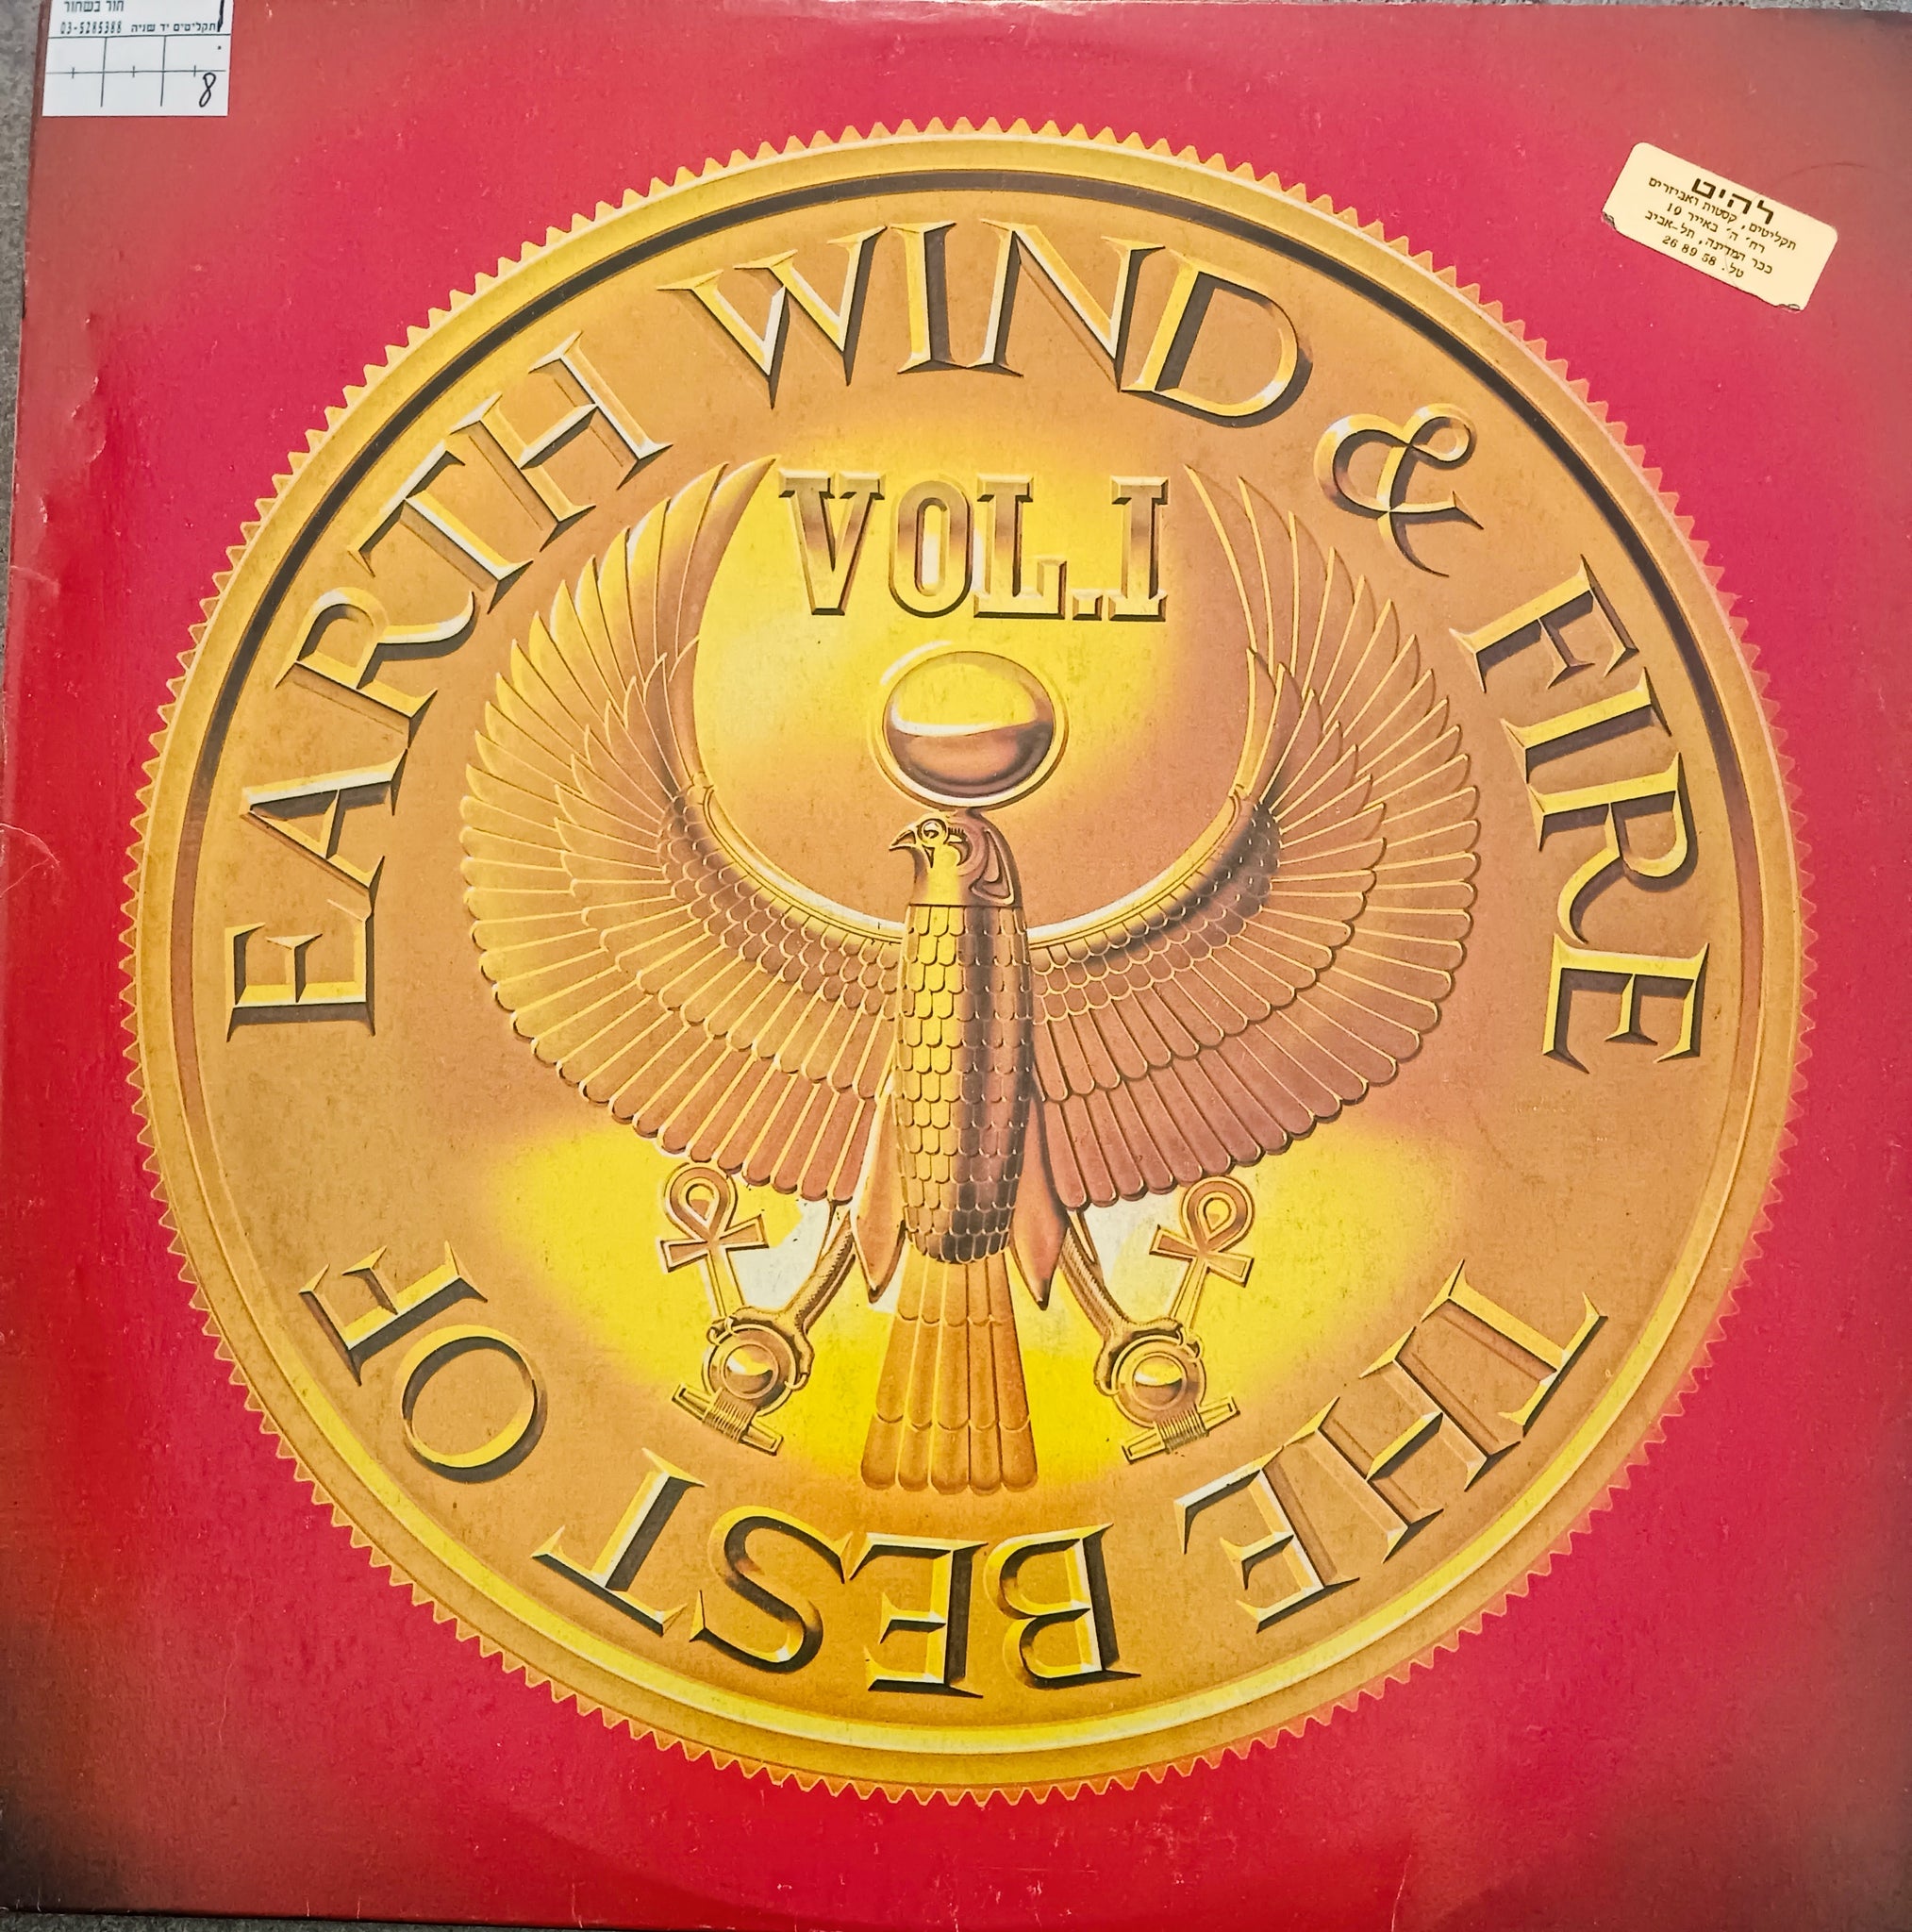 חור בשחור
תקליטים יד שניה 03-5285388
8
להיט
תקליטים, קסטות ואביזרים
רח׳ ה׳ באייר 10
ככר המדינה, תל-אביב
טל. 58 89 26
EARTH WIND & FIRE
VOL.I
THE BEST OF